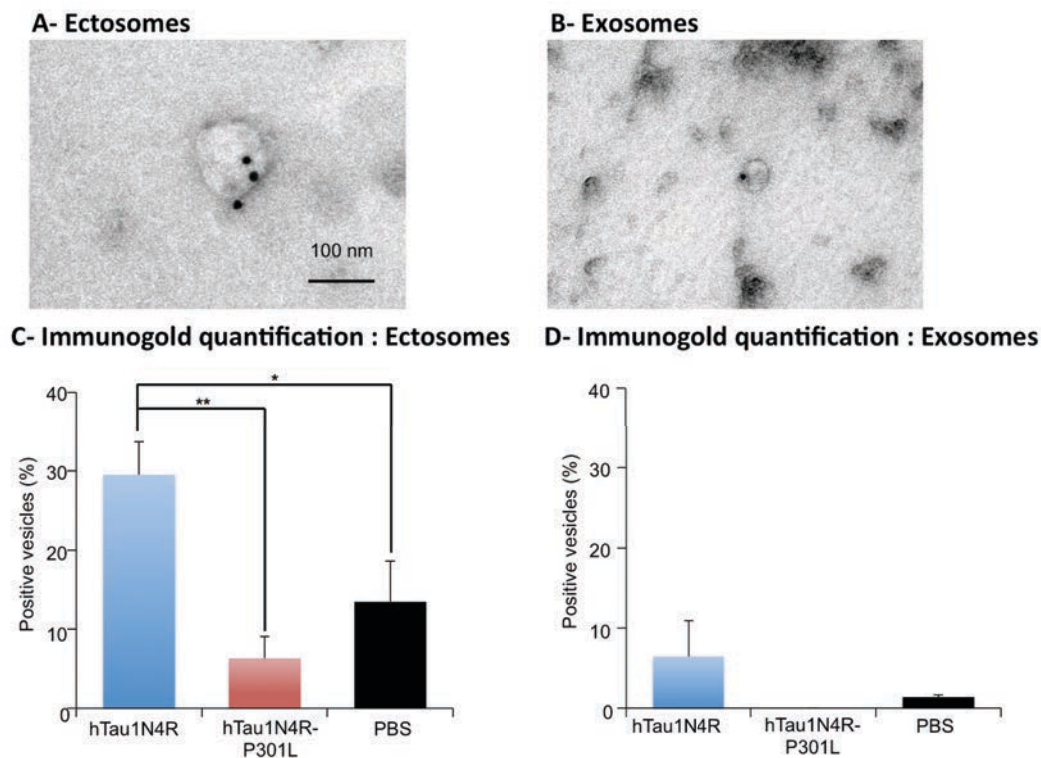 A- Ectosomes
B- Exosomes
100 nm
C- Immunogold quantification : Ectosomes
D- Immunogold quantification : Exosomes
Positive vesicles (%)
40
30
20
10
0
*
**
hTau1N4R
hTau1N4R-
P301L
PBS
Positive vesicles (%)
40
30
20
10
0
hTau1N4R
hTau1N4R-
P301L
PBS